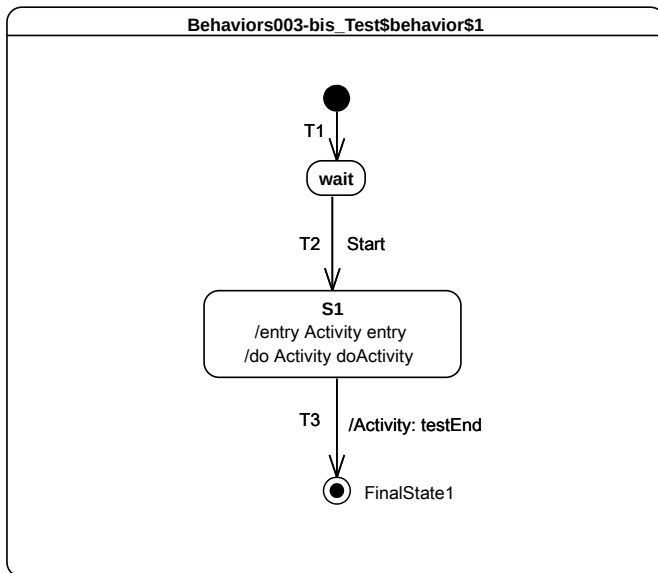 Behaviors003-bis_Test$behavior$1
T1
wait
T2 Start
S1
/entry Activity entry
/do Activity doActivity
T3 /Activity: testEnd
FinalState1